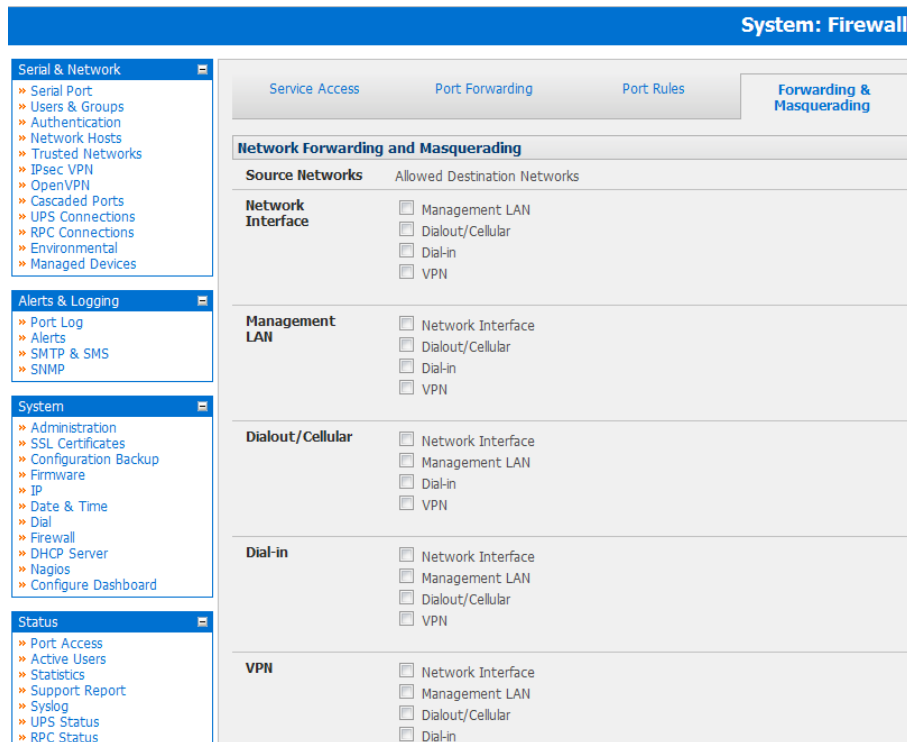 System: Firewall
Serial & Network
» Serial Port
» Users & Groups
» Authentication
» Network Hosts
» Trusted Networks
» IPsec VPN
» OpenVPN
» Cascaded Ports
» UPS Connections
» RPC Connections
» Environmental
» Managed Devices
Alerts & Logging
» Port Log
» Alerts
» SMTP & SMS
» SNMP
System
» Administration
» SSL Certificates
» Configuration Backup
» Firmware
» IP
» Date & Time
» Dial
» Firewall
» DHCP Server
» Nagios
» Configure Dashboard
Status
» Port Access
» Active Users
» Statistics
» Support Report
» Syslog
» UPS Status
» RPC Status
Service Access
Port Forwarding
Port Rules
Forwarding &
Masquerading
Network Forwarding and Masquerading
Source Networks Allowed Destination Networks
Network
Interface
Management LAN
Dialout/Cellular
Dial-in
VPN
Management
LAN
Network Interface
Dialout/Cellular
Dial-in
VPN
Dialout/Cellular
Network Interface
Management LAN
Dial-in
VPN
Dial-in
Network Interface
Management LAN
Dialout/Cellular
VPN
VPN
Network Interface
Management LAN
Dialout/Cellular
Dial-in